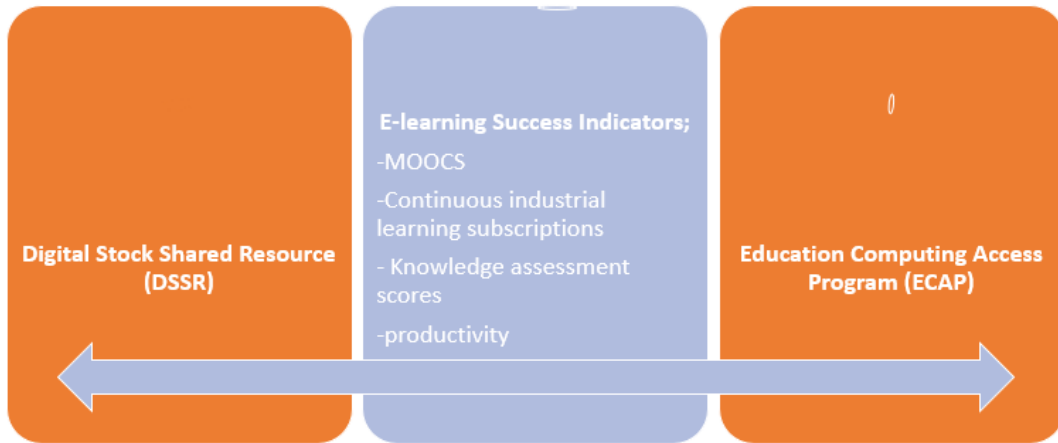 Digital Stock Shared Resource
(DSSR)
E-learning Success Indicators;
-MOOCS
-Continuous industrial
learning subscriptions
- Knowledge assessment
scores
-productivity
Education Computing Access
Program (ECAP)